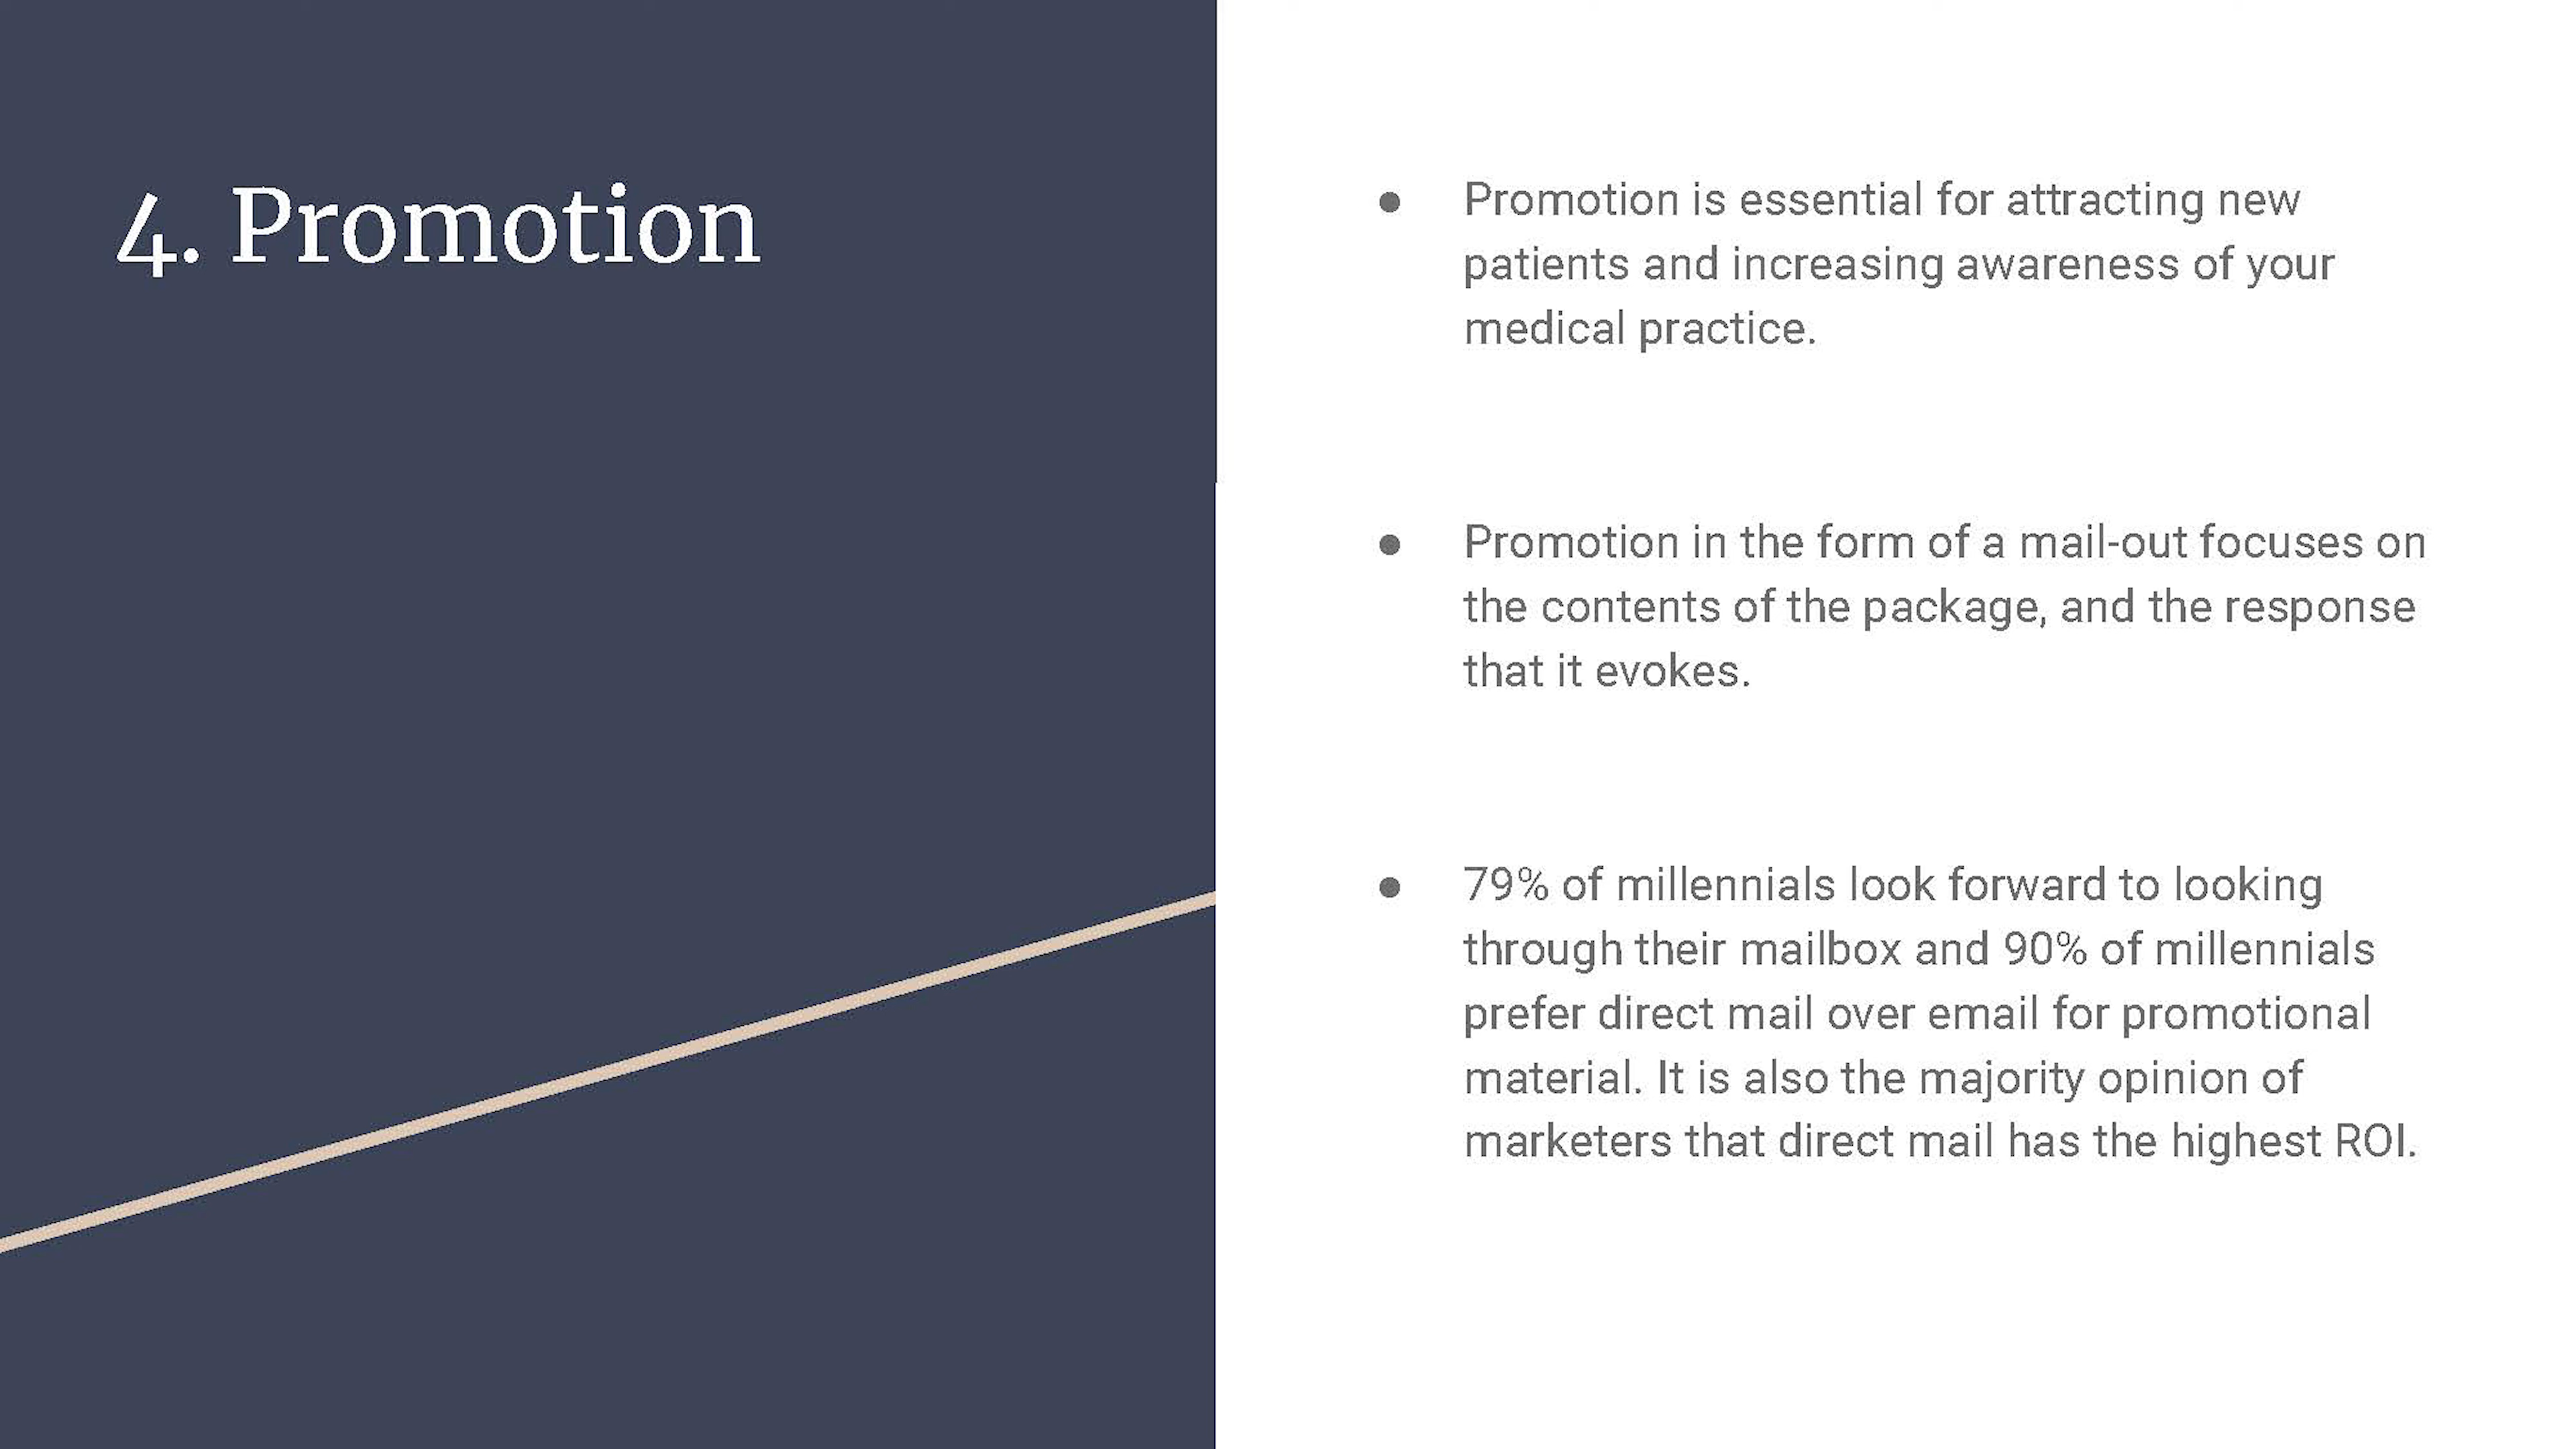 4. Promotion
● Promotion is essential for attracting new
patients and increasing awareness of your
medical practice.
● Promotion in the form of a mail-out focuses on
the contents of the package, and the response
that it evokes.
● 79% of millennials look forward to looking
through their mailbox and 90% of millennials
prefer direct mail over email for promotional
material. It is also the majority opinion of
marketers that direct mail has the highest ROI.